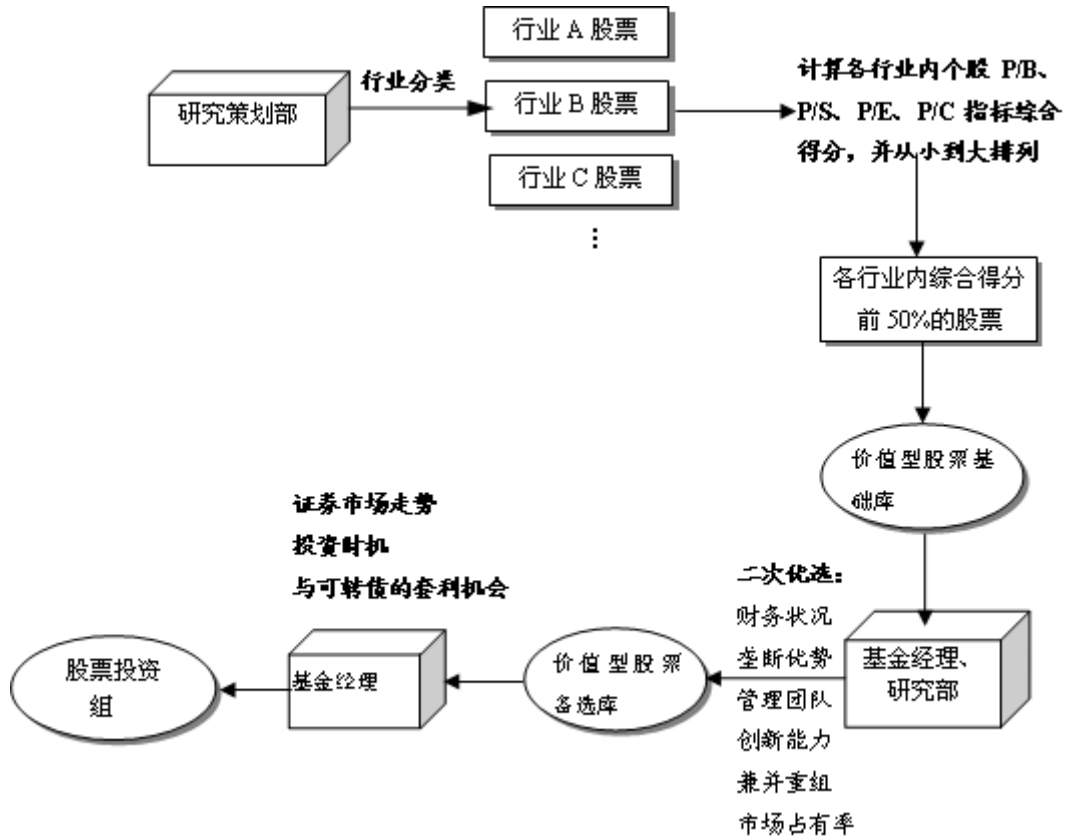 行业 A 股票
研究策划部
行业分类
行业 B 股票
行业 C 股票
⋮
计算各行业内个股 P/B、
P/S、P/E、P/C 指标综合
得分，并从小到大排列
各行业内综合得分
前 50%的股票
价值型股票基
础库
二次优选：
财务状况
垄断优势
管理团队
创新能力
兼并重组
市场占有率
基金经理、
研究部
价值型股票
备选库
证券市场走势
投资时机
与可转债的套利机会
基金经理
股票投资
组